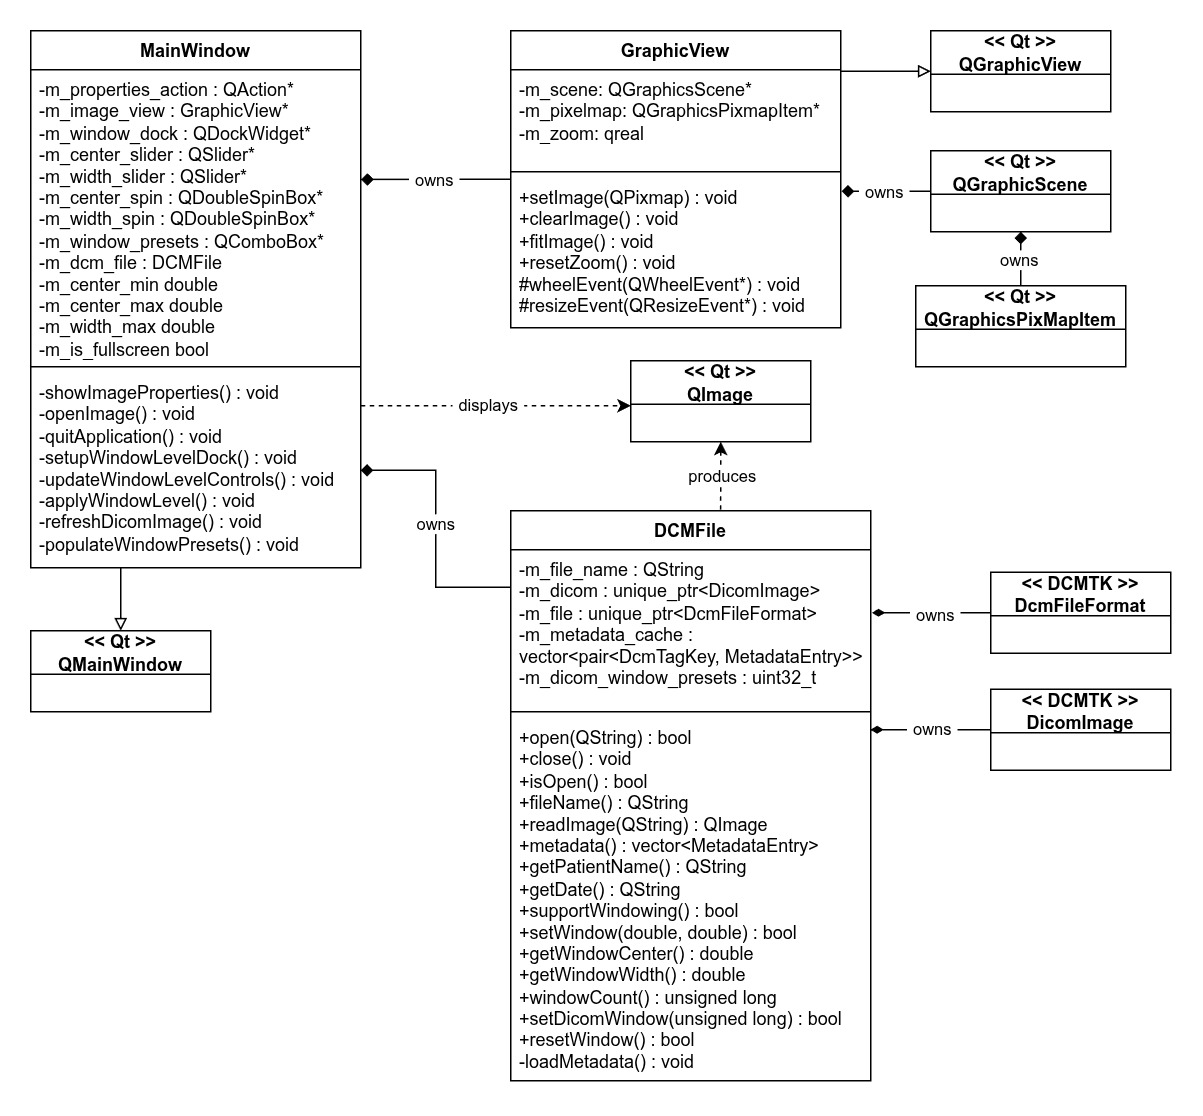 MainWindow
-m_properties_action : QAction*
-m_image_view : GraphicView*
-m_window_dock : QDockWidget*
-m_center_slider : QSlider*
-m_width_slider : QSlider*
-m_center_spin : QDoubleSpinBox*
-m_width_spin : QDoubleSpinBox*
-m_window_presets : QComboBox*
-m_dcm_file : DCMFile
-m_center_min double
-m_center_max double
-m_width_max double
-m_is_fullscreen bool
-showImageProperties() : void
-openImage() : void
-quitApplication() : void
-setupWindowLevelDock() : void
-updateWindowLevelControls() : void
-applyWindowLevel() : void
-refreshDicomImage() : void
-populateWindowPresets() : void
<< Qt >>
QMainWindow
owns
displays
owns
GraphicView
-m_scene: QGraphicsScene*
-m_pixelmap: QGraphicsPixmapItem*
-m_zoom: qreal
+setImage(QPixmap) : void
+clearImage() : void
+fitImage() : void
+resetZoom() : void
#wheelEvent(QWheelEvent*) : void
#resizeEvent(QResizeEvent*) : void
<< Qt >>
QGraphicView
owns
<< Qt >>
QGraphicScene
owns
<< Qt >>
QGraphicsPixMapItem
<< Qt >>
QImage
produces
DCMFile
-m_file_name : QString
-m_dicom : unique_ptr<DicomImage>
-m_file : unique_ptr<DcmFileFormat>
-m_metadata_cache :
vector<pair<DcmTagKey, MetadataEntry>>
-m_dicom_window_presets : uint32_t
+open(QString) : bool
+close() : void
+isOpen() : bool
+fileName() : QString
+readImage(QString) : QImage
+metadata() : vector<MetadataEntry>
+getPatientName() : QString
+getDate() : QString
+supportWindowing() : bool
+setWindow(double, double) : bool
+getWindowCenter() : double
+getWindowWidth() : double
+windowCount() : unsigned long
+setDicomWindow(unsigned long) : bool
+resetWindow() : bool
-loadMetadata() : void
owns
<< DCMTK >>
DcmFileFormat
owns
<< DCMTK >>
DicomImage